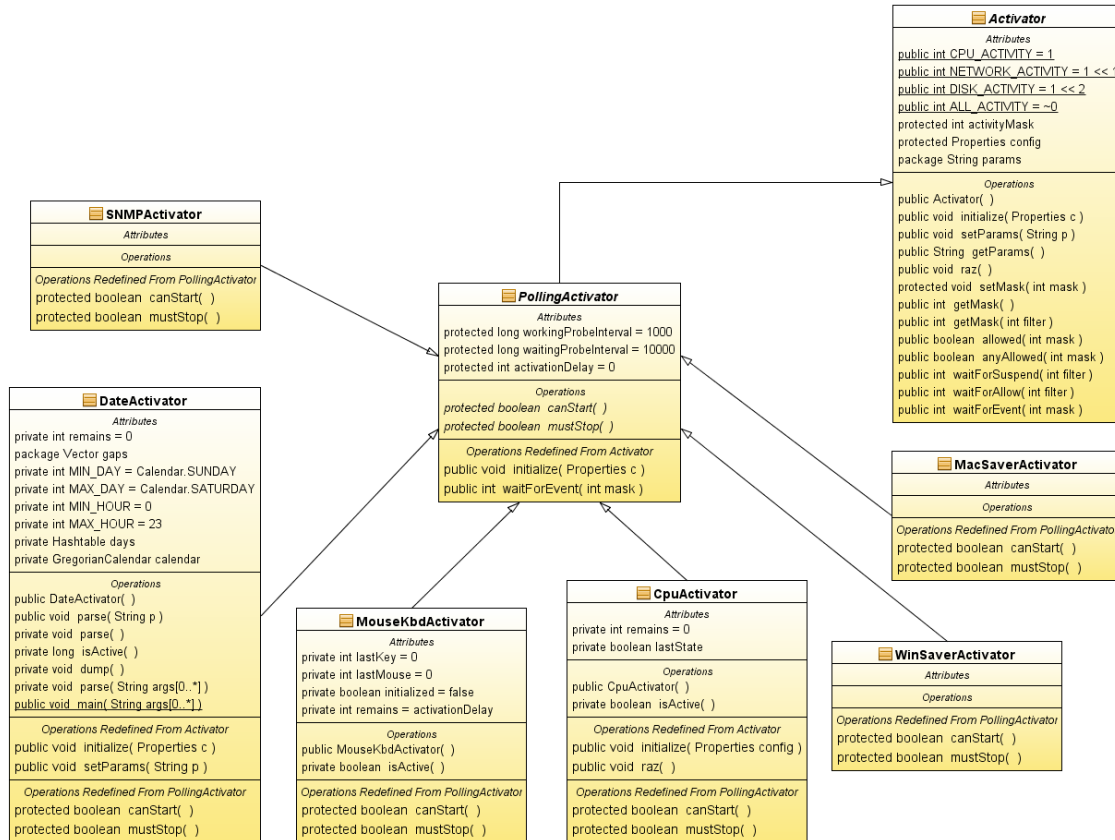 Activator
Attributes
public int CPU_ACTIVITY = 1
public int NETWORK_ACTIVITY = 1 << 1
public int DISK_ACTIVITY = 1 << 2
public int ALL_ACTIVITY = ~0
protected int activityMask
protected Properties config
package String params
Operations
public Activator( )
public void initialize( Properties c )
public void setParams( String p )
public String getParams( )
public void raz( )
protected void setMask( int mask )
public int getMask( )
public int getMask( int filter )
public boolean allowed( int mask )
public boolean anyAllowed( int mask )
public int waitForSuspend( int filter )
public int waitForAllow( int filter )
public int waitForEvent( int mask )
SNMPActivator
Attributes
Operations
Operations Redefined From PollingActivator
protected boolean canStart( )
protected boolean mustStop( )
PollingActivator
Attributes
protected long workingProbeInterval = 1000
protected long waitingProbeInterval = 10000
protected int activationDelay = 0
Operations
protected boolean canStart( )
protected boolean mustStop( )
Operations Redefined From Activator
public void initialize( Properties c )
public int waitForEvent( int mask )
DateActivator
Attributes
private int remains = 0
package Vector gaps
private int MIN_DAY = Calendar.SUNDAY
private int MAX_DAY = Calendar.SATURDAY
private int MIN_HOUR = 0
private int MAX_HOUR = 23
private Hashtable days
private GregorianCalendar calendar
Operations
public DateActivator( )
public void parse( String p )
private void parse( )
private long isActive( )
private void dump( )
private void parse( String args[0..*] )
public void main( String args[0..*] )
Operations Redefined From Activator
public void initialize( Properties c )
public void setParams( String p )
Operations Redefined From PollingActivator
protected boolean canStart( )
protected boolean mustStop( )
MouseKbdActivator
Attributes
private int lastKey = 0
private int lastMouse = 0
private boolean initialized = false
private int remains = activationDelay
Operations
public MouseKbdActivator( )
private boolean isActive( )
Operations Redefined From PollingActivator
protected boolean canStart( )
protected boolean mustStop( )
CpuActivator
Attributes
private int remains = 0
private boolean lastState
Operations
public CpuActivator( )
private boolean isActive( )
Operations Redefined From Activator
public void initialize( Properties config )
public void raz( )
Operations Redefined From PollingActivator
protected boolean canStart( )
protected boolean mustStop( )
MacSaverActivator
Attributes
Operations
Operations Redefined From PollingActivator
protected boolean canStart( )
protected boolean mustStop( )
WinSaverActivator
Attributes
Operations
Operations Redefined From PollingActivator
protected boolean canStart( )
protected boolean mustStop( )